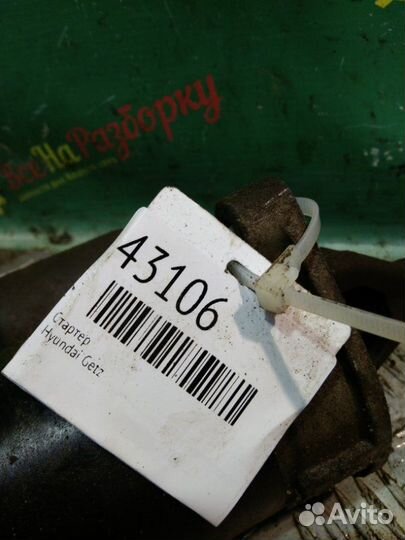 ВсеНаРазборку
43106
Стартер
Hyundai Getz
Avito